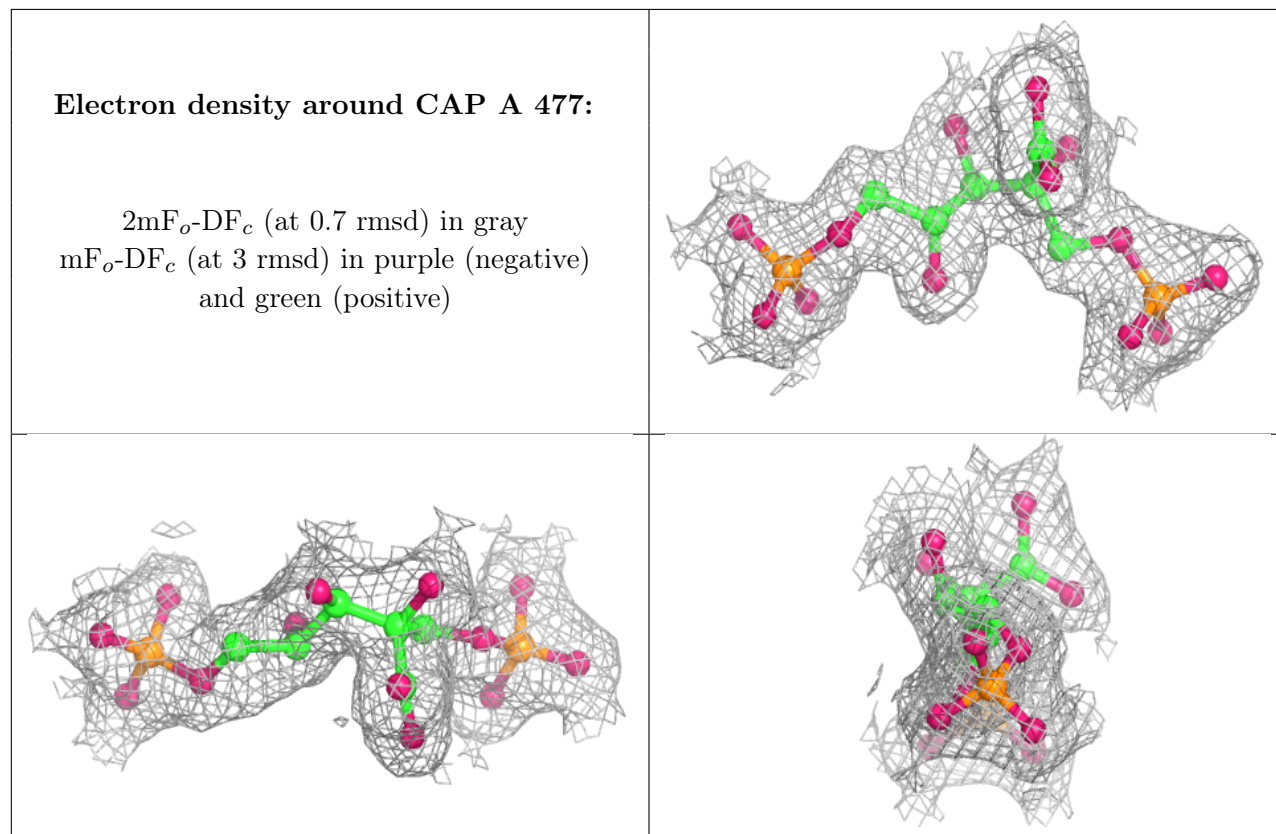 Electron density around CAP A 477:
2mFo-DFc (at 0.7 rmsd) in gray
mFo-DFc (at 3 rmsd) in purple (negative)
and green (positive)